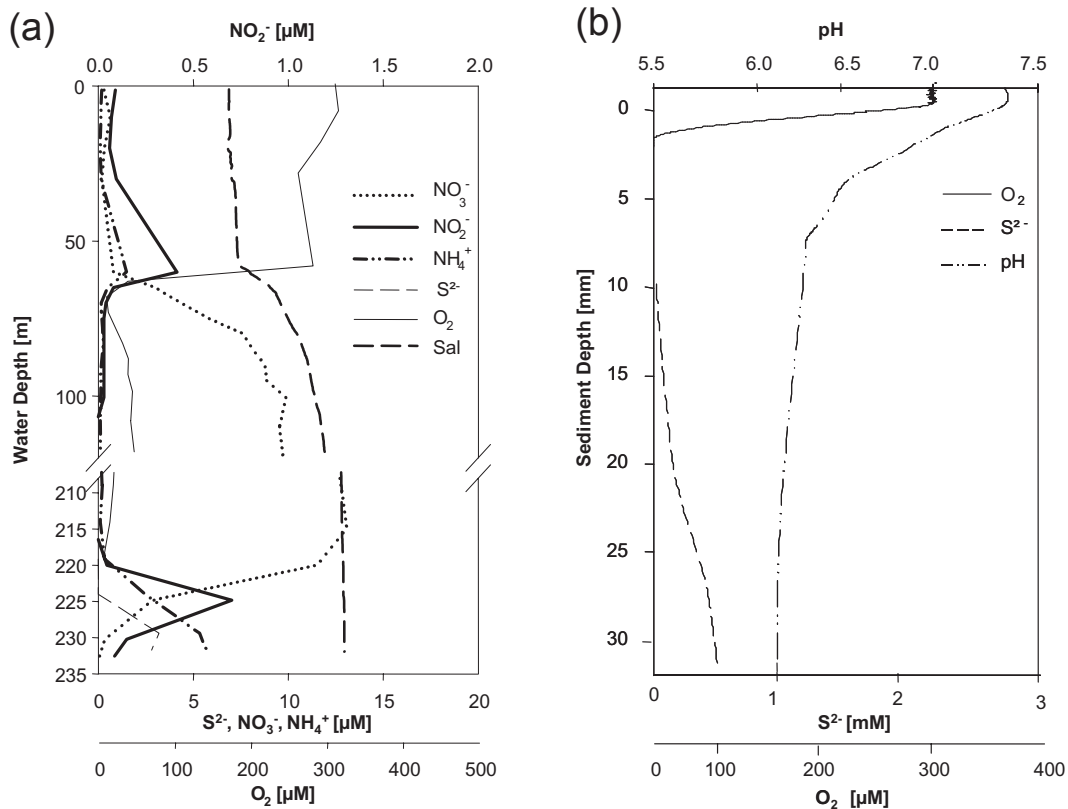 (a)
NO₂⁻ [µM]
0.0 0.5 1.0 1.5 2.0
0
50
100
210
215
220
225
230
235
Water Depth [m]
NO₃⁻
NO₂⁻
NH₄⁺
S²⁻
O₂
Sal
0 5 10 15 20
S²⁻, NO₃⁻, NH₄⁺ [µM]
0 100 200 300 400 500
O₂ [µM]
(b)
pH
5.5 6.0 6.5 7.0 7.5
0
5
10
15
20
25
30
Sediment Depth [mm]
O₂
S²⁻
pH
0 1 2 3
S²⁻ [mM]
0 100 200 300 400
O₂ [µM]